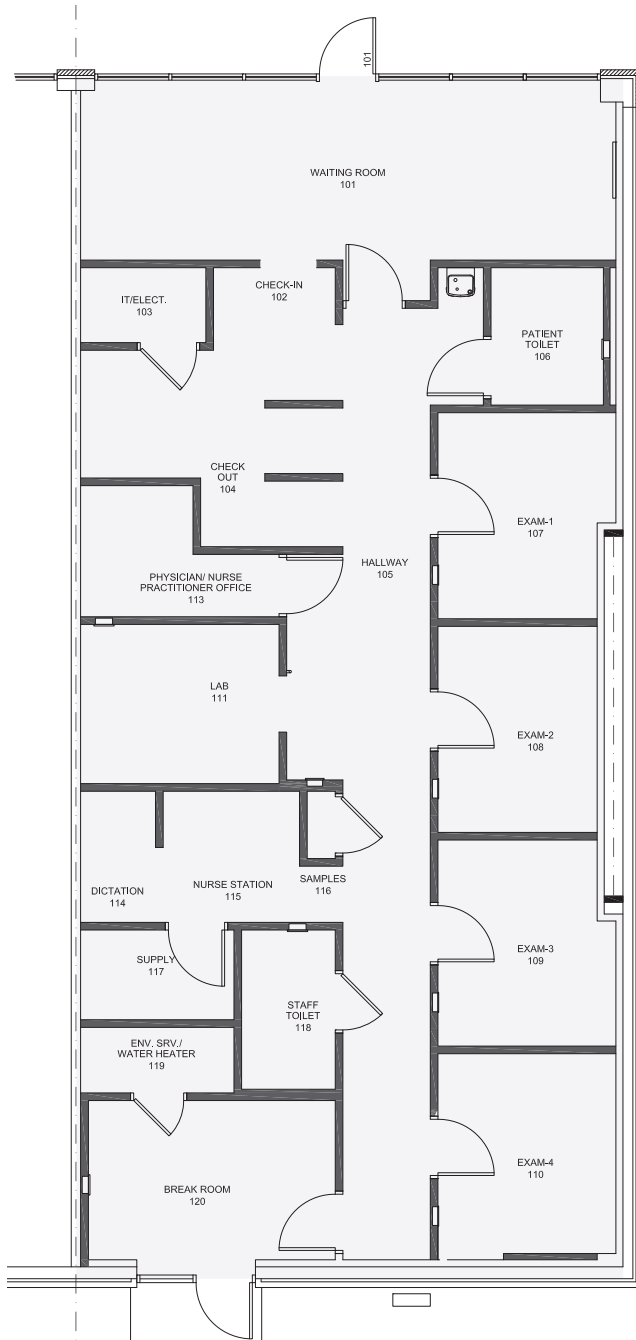 101
WAITING ROOM
101
CHECK-IN
102
IT/ELECT.
103
PATIENT
TOILET
106
CHECK
OUT
104
EXAM-1
107
HALLWAY
105
PHYSICIAN/ NURSE
PRACTITIONER OFFICE
113
LAB
111
EXAM-2
108
DICTATION
114
NURSE STATION
115
SAMPLES
116
EXAM-3
109
SUPPLY
117
STAFF
TOILET
118
ENV. SRV./
WATER HEATER
119
EXAM-4
110
BREAK ROOM
120